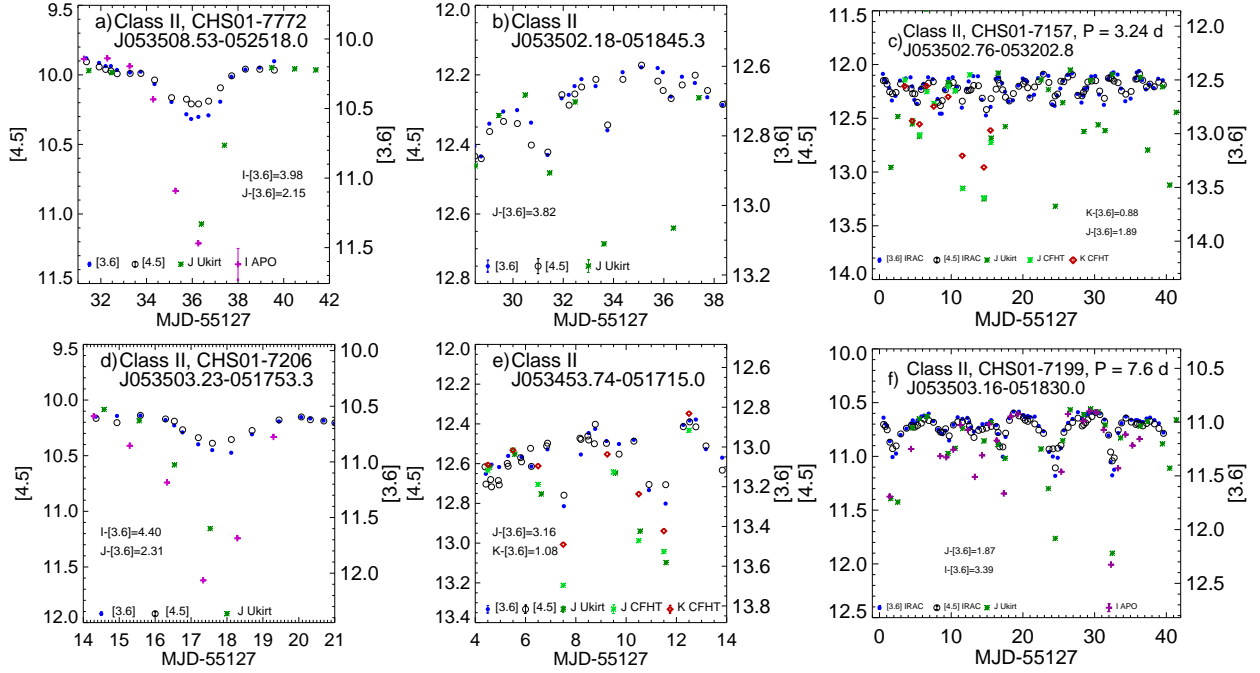 a) Class II, CHS01-7772
J053508.53-052518.0
9.5
10.0
10.5
11.0
11.5
[4.5]
10.0
10.5
11.0
11.5
[3.6]
I-[3.6]=3.98
J-[3.6]=2.15
[3.6] [4.5] J Ukirt I APO
32 34 36 38 40 42
MJD-55127
b) Class II
J053502.18-051845.3
12.0
12.2
12.4
12.6
12.8
[4.5]
12.6
12.8
13.0
13.2
[3.6]
J-[3.6]=3.82
[3.6] [4.5] J Ukirt
30 32 34 36 38
MJD-55127
c) Class II, CHS01-7157, P = 3.24 d
J053502.76-053202.8
11.5
12.0
12.5
13.0
13.5
14.0
[4.5]
12.0
12.5
13.0
13.5
14.0
[3.6]
K-[3.6]=0.88
J-[3.6]=1.89
[3.6] IRAC [4.5] IRAC J Ukirt J CFHT K CFHT
0 10 20 30 40
MJD-55127
d) Class II, CHS01-7206
J053503.23-051753.3
9.5
10.0
10.5
11.0
11.5
12.0
[4.5]
10.0
10.5
11.0
11.5
12.0
[3.6]
I-[3.6]=4.40
J-[3.6]=2.31
[3.6] [4.5] J Ukirt
14 15 16 17 18 19 20 21
MJD-55127
e) Class II
J053453.74-051715.0
12.0
12.2
12.4
12.6
12.8
13.0
13.2
13.4
[4.5]
12.6
12.8
13.0
13.2
13.4
13.6
13.8
[3.6]
J-[3.6]=3.16
K-[3.6]=1.08
[3.6] [4.5] J Ukirt J CFHT K CFHT
4 6 8 10 12 14
MJD-55127
f) Class II, CHS01-7199, P = 7.6 d
J053503.16-051830.0
10.0
10.5
11.0
11.5
12.0
12.5
[4.5]
10.5
11.0
11.5
12.0
12.5
[3.6]
J-[3.6]=1.87
I-[3.6]=3.39
[3.6] IRAC [4.5] IRAC J Ukirt I APO
0 10 20 30 40
MJD-55127